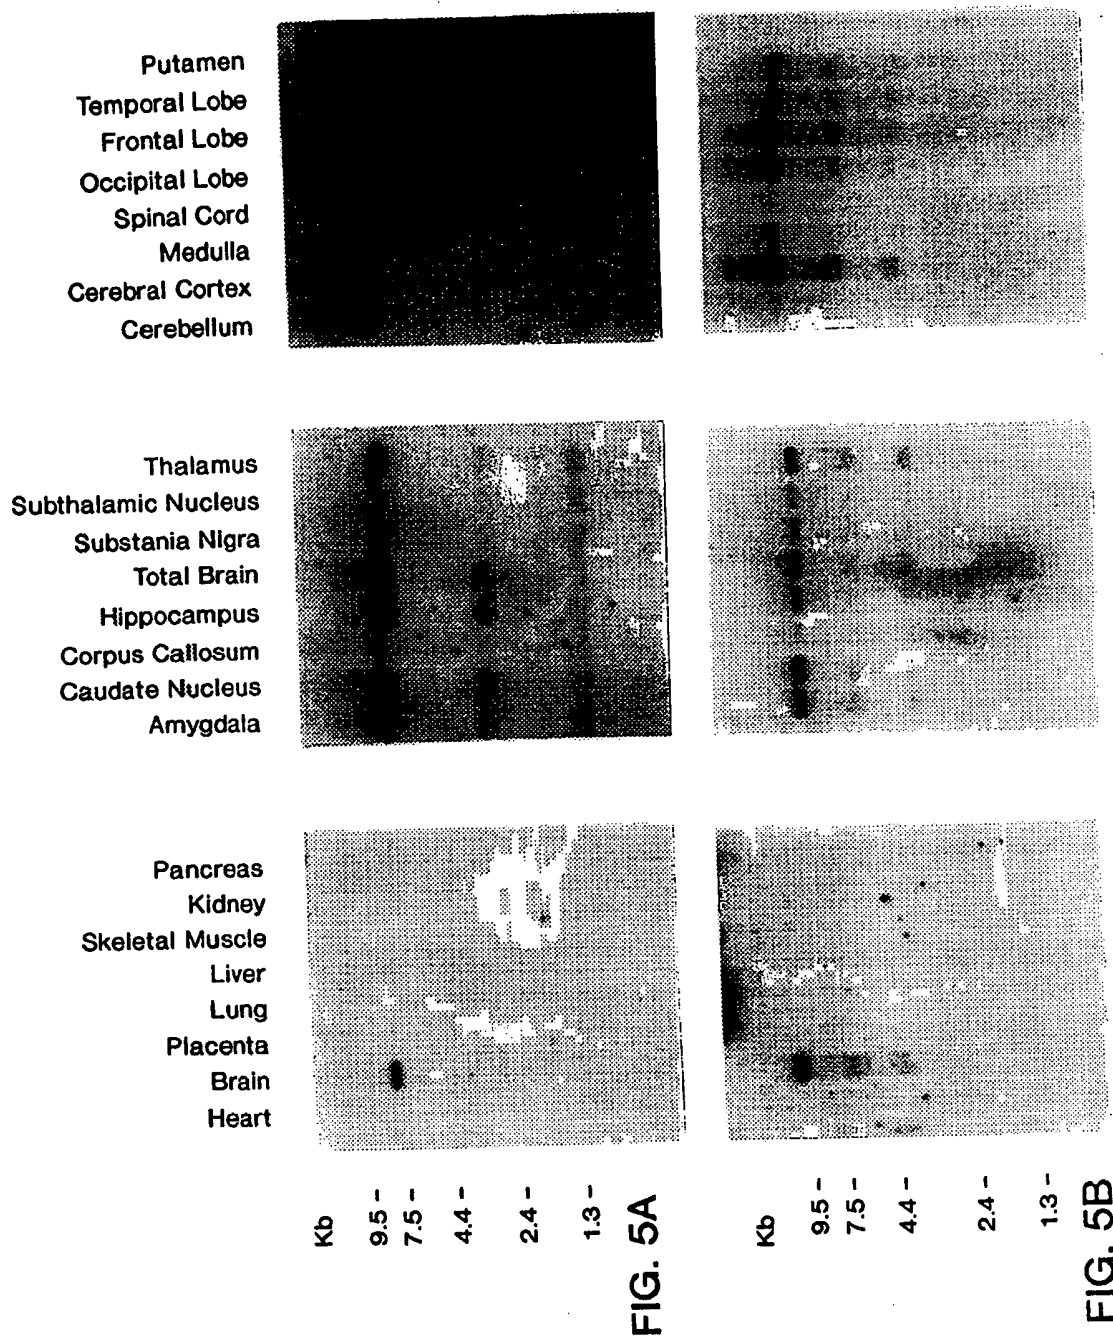 Putamen
Temporal Lobe
Frontal Lobe
Occipital Lobe
Spinal Cord
Medulla
Cerebral Cortex
Cerebellum
Thalamus
Subthalamic Nucleus
Substania Nigra
Total Brain
Hippocampus
Corpus Callosum
Caudate Nucleus
Amygdala
Pancreas
Kidney
Skeletal Muscle
Liver
Lung
Placenta
Brain
Heart
Kb
9.5 -
7.5 -
4.4 -
2.4 -
1.3 -
FIG. 5A
Kb
9.5 -
7.5 -
4.4 -
2.4 -
1.3 -
FIG. 5B